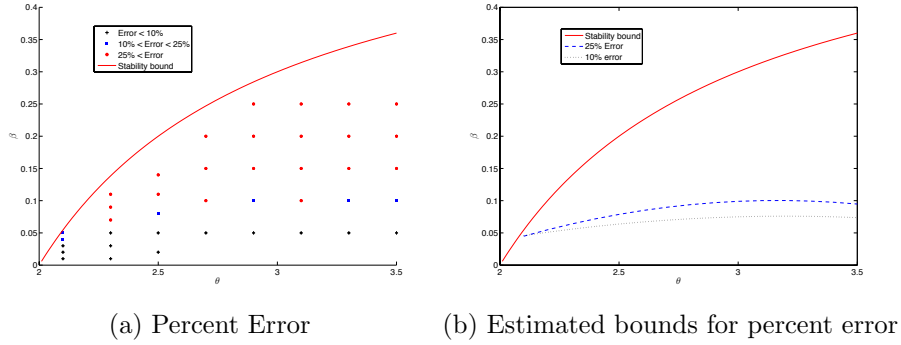 0.4
0.35
0.3
0.25
0.2
0.15
0.1
0.05
0
β
2
2.5
3
3.5
θ
Error < 10%
10% < Error < 25%
25% < Error
Stability bound
(a) Percent Error
0.4
0.35
0.3
0.25
0.2
0.15
0.1
0.05
0
β
2
2.5
3
3.5
θ
Stability bound
25% Error
10% error
(b) Estimated bounds for percent error